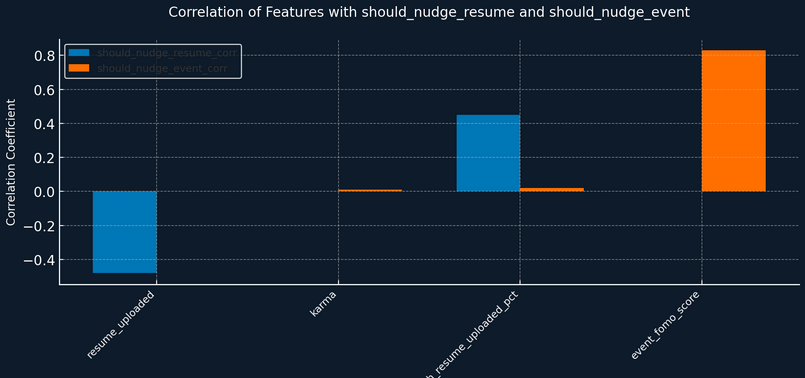 Correlation of Features with should_nudge_resume and should_nudge_event
should_nudge_resume_corr
should_nudge_event_corr
Correlation Coefficient
0.8
0.6
0.4
0.2
0.0
−0.2
−0.4
resume_uploaded
karma
h_resume_uploaded_pct
event_fomo_score